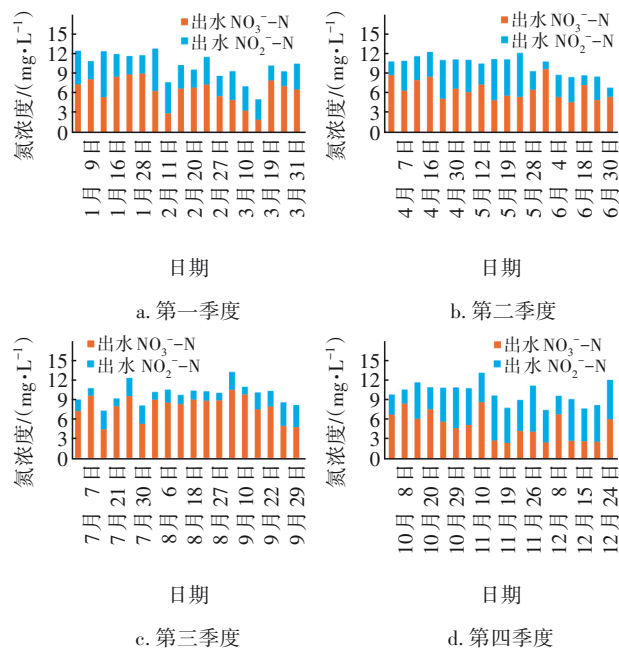 出水 NO₃⁻-N
出水 NO₂⁻-N
氮浓度/(mg·L⁻¹)
15
12
9
6
3
0
1月 9日
1月16日
1月28日
2月11日
2月20日
2月27日
3月10日
3月19日
3月31日
日期
a. 第一季度
出水 NO₃⁻-N
出水 NO₂⁻-N
氮浓度/(mg·L⁻¹)
15
12
9
6
3
0
4月 7日
4月16日
4月30日
5月12日
5月19日
5月28日
6月 4日
6月18日
6月30日
日期
b. 第二季度
出水 NO₃⁻-N
出水 NO₂⁻-N
氮浓度/(mg·L⁻¹)
15
12
9
6
3
0
7月 7日
7月21日
7月30日
8月 6日
8月18日
8月27日
9月10日
9月22日
9月29日
日期
c. 第三季度
出水 NO₃⁻-N
出水 NO₂⁻-N
氮浓度/(mg·L⁻¹)
15
12
9
6
3
0
10月 8日
10月20日
10月29日
11月10日
11月19日
11月26日
12月 8日
12月15日
12月24日
日期
d. 第四季度